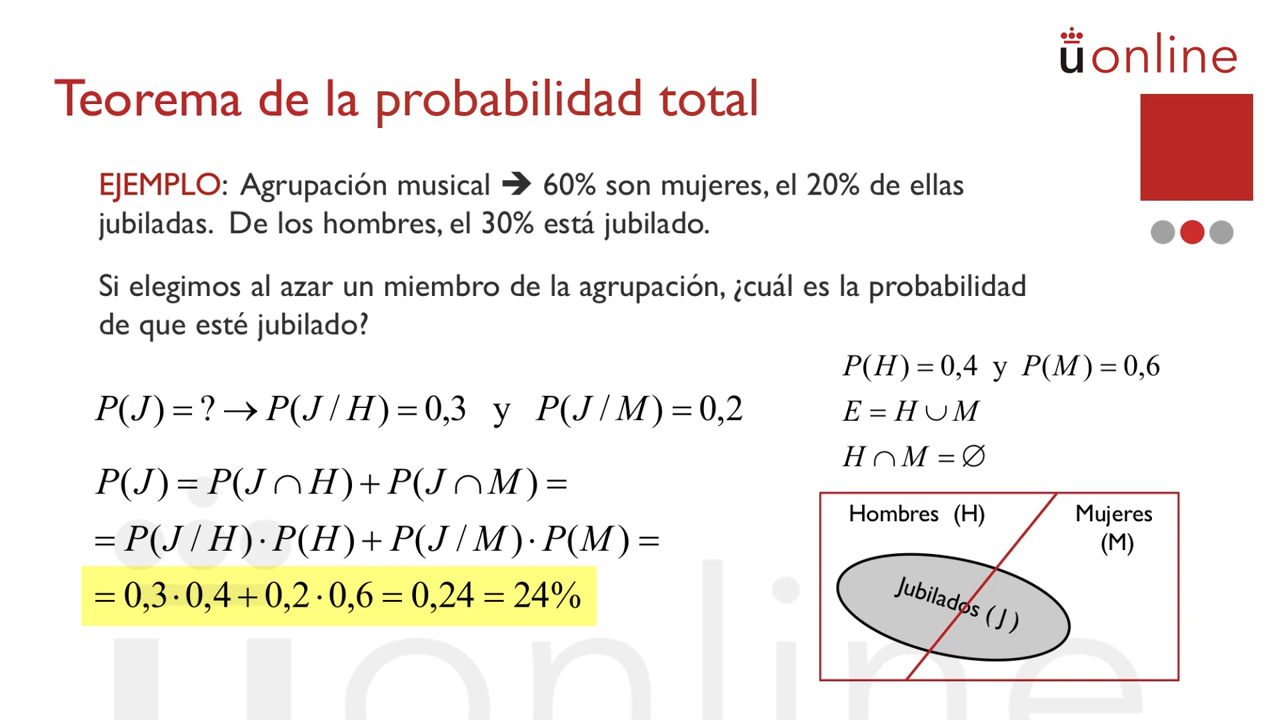 uonline
Teorema de la probabilidad total
EJEMPLO: Agrupación musical ➔ 60% son mujeres, el 20% de ellas
jubiladas. De los hombres, el 30% está jubilado.
Si elegimos al azar un miembro de la agrupación, ¿cuál es la probabilidad
de que esté jubilado?
P(H) = 0,4 y P(M) = 0,6
E = H ∪ M
H ∩ M = ∅
P(J) = ? → P(J / H) = 0,3 y P(J / M) = 0,2
P(J) = P(J ∩ H) + P(J ∩ M) =
= P(J / H) · P(H) + P(J / M) · P(M) =
= 0,3 · 0,4 + 0,2 · 0,6 = 0,24 = 24%
Hombres (H)
Mujeres
(M)
Jubilados ( J )
uonline